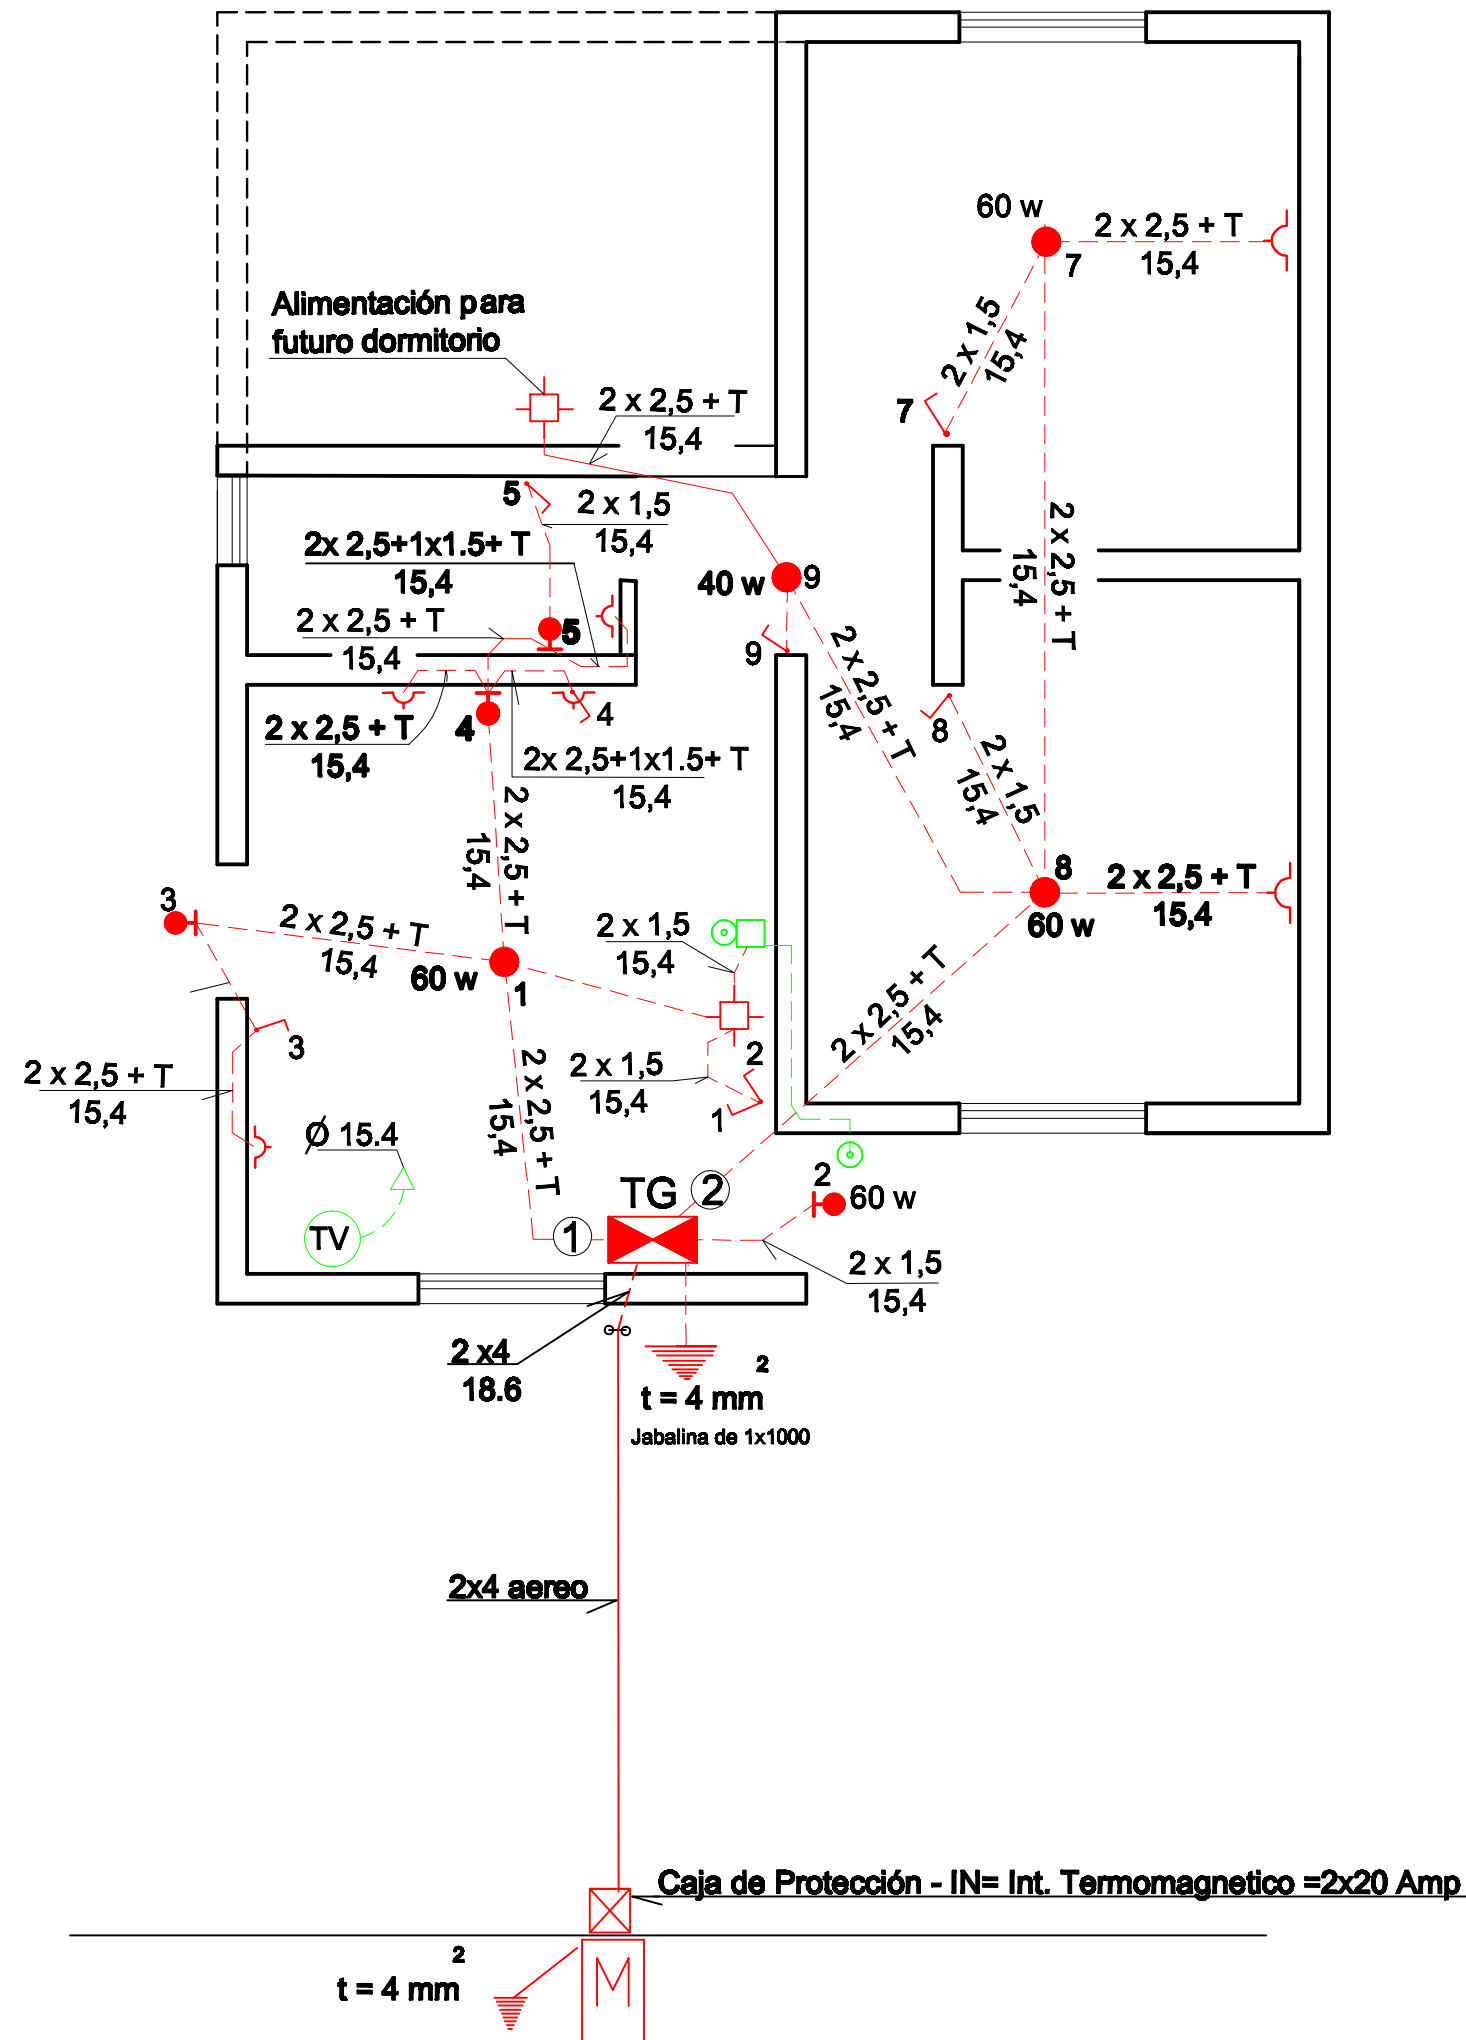 60 w
2 x 2,5 + T
15,4
7
Alimentación para
futuro dormitorio
2 x 1,5
15,4
7
2 x 2,5 + T
15,4
5
2 x 1,5
15,4
2x 2,5+1x1.5+ T
15,4
40 w
9
2 x 2,5 + T
15,4
2 x 2,5 + T
15,4
5
9
2 x 2,5 + T
15,4
2 x 2,5 + T
15,4
4
4
8
2x 2,5+1x1.5+ T
15,4
2 x 1,5
15,4
2 x 2,5 + T
15,4
8
60 w
2 x 2,5 + T
15,4
3
2 x 2,5 + T
15,4
60 w
1
2 x 1,5
15,4
2 x 2,5 + T
15,4
3
2 x 2,5 + T
15,4
2
2 x 1,5
15,4
1
2 x 2,5 + T
15,4
Ø 15.4
TV
TG
2
1
2
60 w
2 x 1,5
15,4
2 x4
18.6
2
t = 4 mm
Jabalina de 1x1000
2x4 aereo
Caja de Protección - IN= Int. Termomagnetico =2x20 Amp
2
t = 4 mm
M